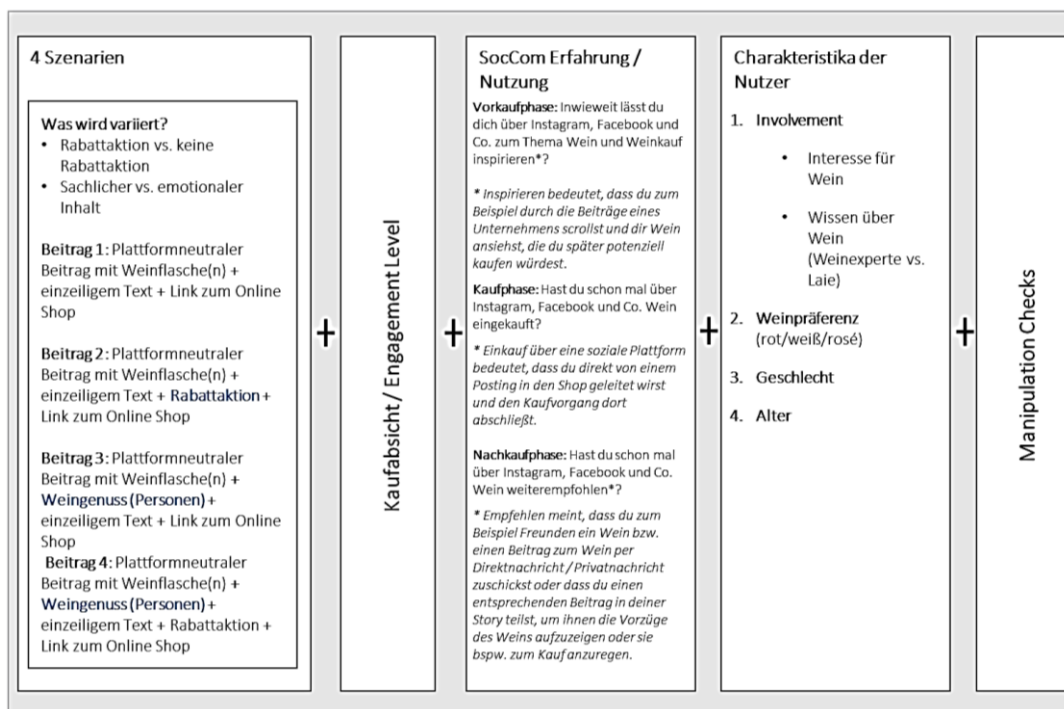 4 Szenarien
Was wird variiert?
• Rabattaktion vs. keine
Rabattaktion
• Sachlicher vs. emotionaler
Inhalt
Beitrag 1: Plattformneutraler
Beitrag mit Weinflasche(n) +
einzeiligem Text + Link zum Online
Shop
Beitrag 2: Plattformneutraler
Beitrag mit Weinflasche(n) +
einzeiligem Text + Rabattaktion +
Link zum Online Shop
Beitrag 3: Plattformneutraler
Beitrag mit Weinflasche(n) +
Weingenuss (Personen) +
einzeiligem Text + Link zum Online
Shop
Beitrag 4: Plattformneutraler
Beitrag mit Weinflasche(n) +
Weingenuss (Personen) +
einzeiligem Text + Rabattaktion +
Link zum Online Shop
+
Kaufabsicht / Engagement Level
+
SocCom Erfahrung /
Nutzung
Vorkaufphase: Inwieweit lässt du
dich über Instagram, Facebook und
Co. zum Thema Wein und Weinkauf
inspirieren*?
* Inspirieren bedeutet, dass du zum
Beispiel durch die Beiträge eines
Unternehmens scrollst und dir Wein
ansiehst, die du später potenziell
kaufen würdest.
Kaufphase: Hast du schon mal über
Instagram, Facebook und Co. Wein
eingekauft?
* Einkauf über eine soziale Plattform
bedeutet, dass du direkt von einem
Posting in den Shop geleitet wirst
und den Kaufvorgang dort
abschließt.
Nachkaufphase: Hast du schon mal
über Instagram, Facebook und Co.
Wein weiterempfohlen*?
* Empfehlen meint, dass du zum
Beispiel Freunden ein Wein bzw.
einen Beitrag zum Wein per
Direktnachricht / Privatnachricht
zuschickst oder dass du einen
entsprechenden Beitrag in deiner
Story teilst, um ihnen die Vorzüge
des Weins aufzuzeigen oder sie
bspw. zum Kauf anzuregen.
+
Charakteristika der
Nutzer
1. Involvement
• Interesse für
Wein
• Wissen über
Wein
(Weinexperte vs.
Laie)
2. Weinpräferenz
(rot/weiß/rosé)
3. Geschlecht
4. Alter
+
Manipulation Checks